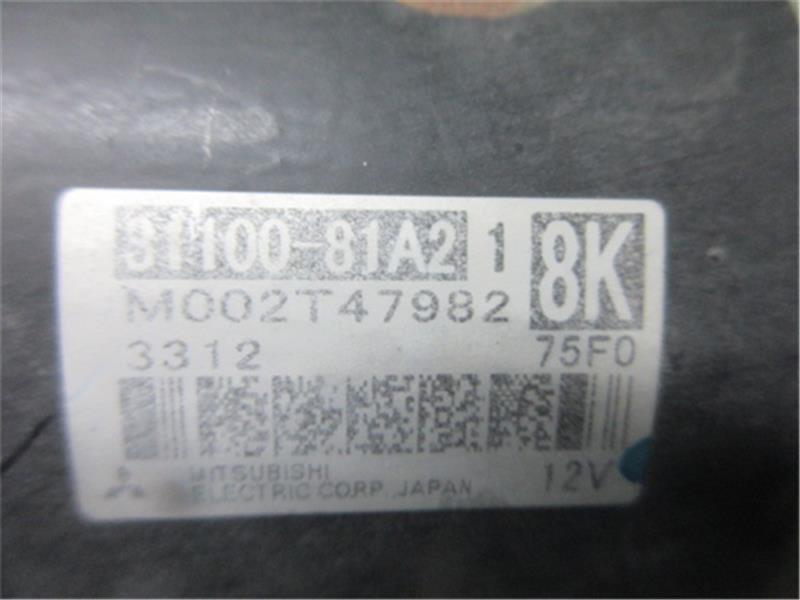 31100-81A2 1 8K
M002T47982
3312 75F0
MITSUBISHI
ELECTRIC CORP. JAPAN 12V